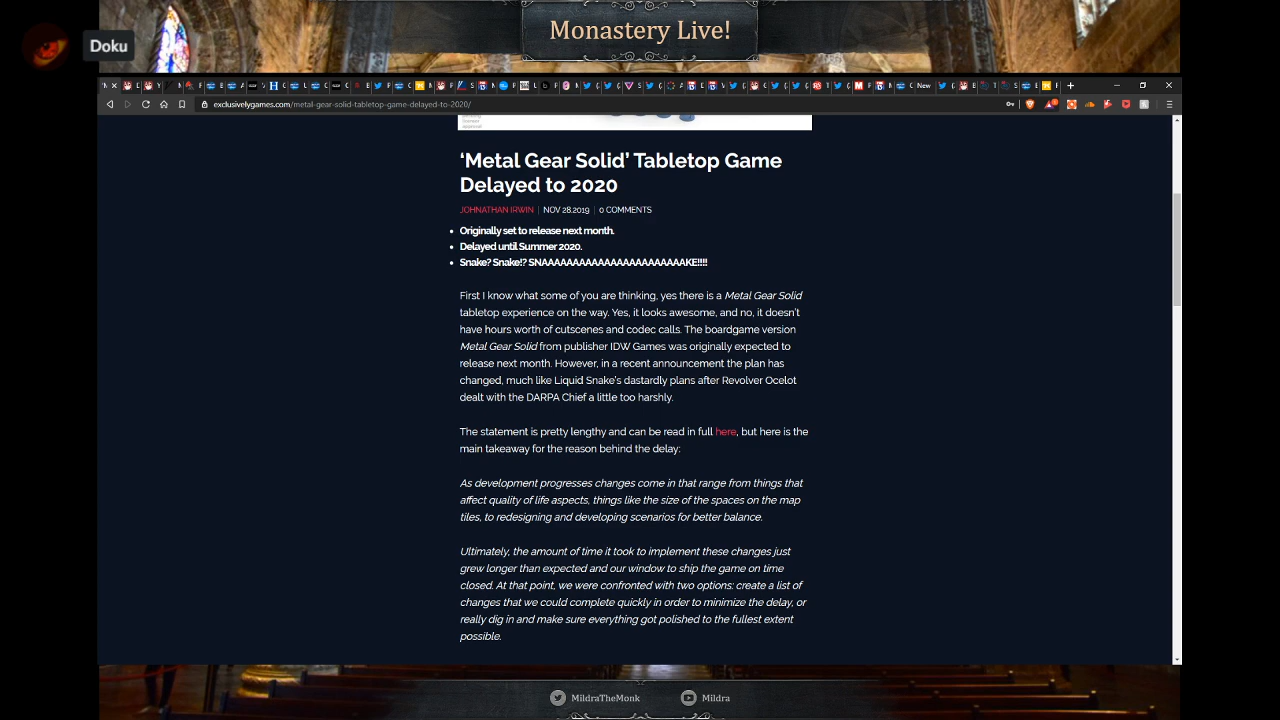 Monastery Live!
Doku
New
exclusivelygames.com/metal-gear-solid-tabletop-game-delayed-to-2020/
‘Metal Gear Solid’ Tabletop Game
Delayed to 2020
JOHNATHAN IRWIN | NOV 28.2019 | 0 COMMENTS
• Originally set to release next month.
• Delayed until Summer 2020.
• Snake? Snake!? SNAAAAAAAAAAAAAAAAAAAAAAAKE!!!!
First I know what some of you are thinking, yes there is a Metal Gear Solid
tabletop experience on the way. Yes, it looks awesome, and no, it doesn’t
have hours worth of cutscenes and codec calls. The boardgame version
Metal Gear Solid from publisher IDW Games was originally expected to
release next month. However, in a recent announcement the plan has
changed, much like Liquid Snake’s dastardly plans after Revolver Ocelot
dealt with the DARPA Chief a little too harshly.
The statement is pretty lengthy and can be read in full here, but here is the
main takeaway for the reason behind the delay:
As development progresses changes come in that range from things that
affect quality of life aspects, things like the size of the spaces on the map
tiles, to redesigning and developing scenarios for better balance.
Ultimately, the amount of time it took to implement these changes just
grew longer than expected and our window to ship the game on time
closed. At that point, we were confronted with two options: create a list of
changes that we could complete quickly in order to minimize the delay, or
really dig in and make sure everything got polished to the fullest extent
possible.
MildraTheMonk
Mildra